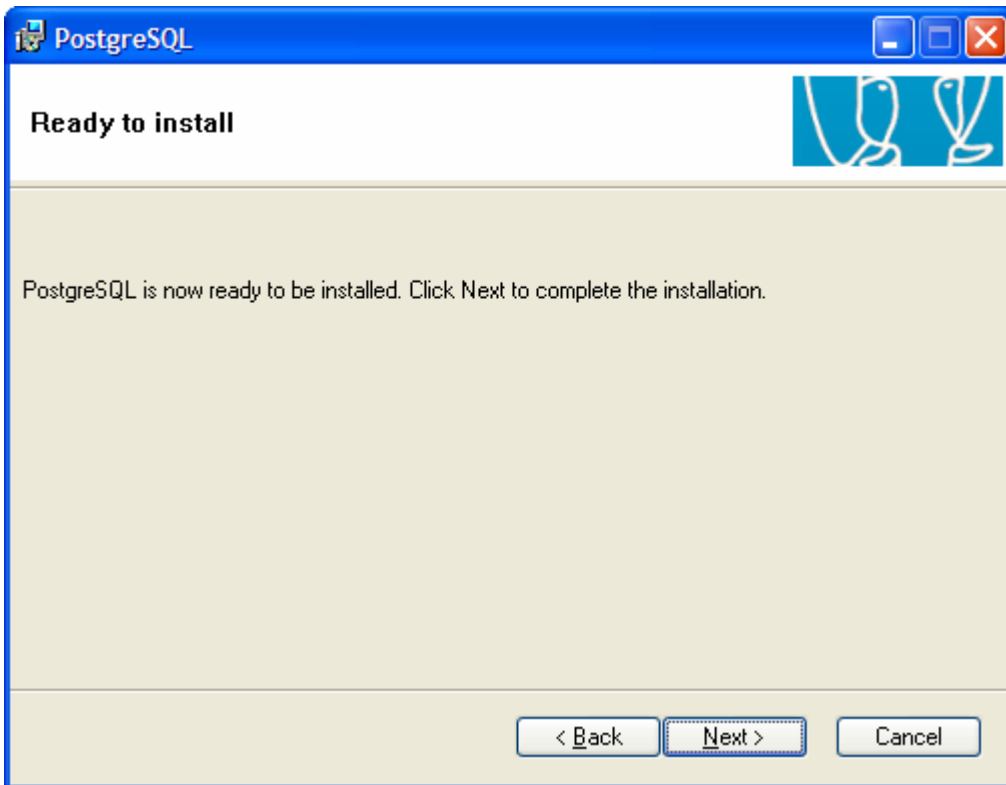 PostgreSQL
Ready to install
PostgreSQL is now ready to be installed. Click Next to complete the installation.
< Back Next > Cancel